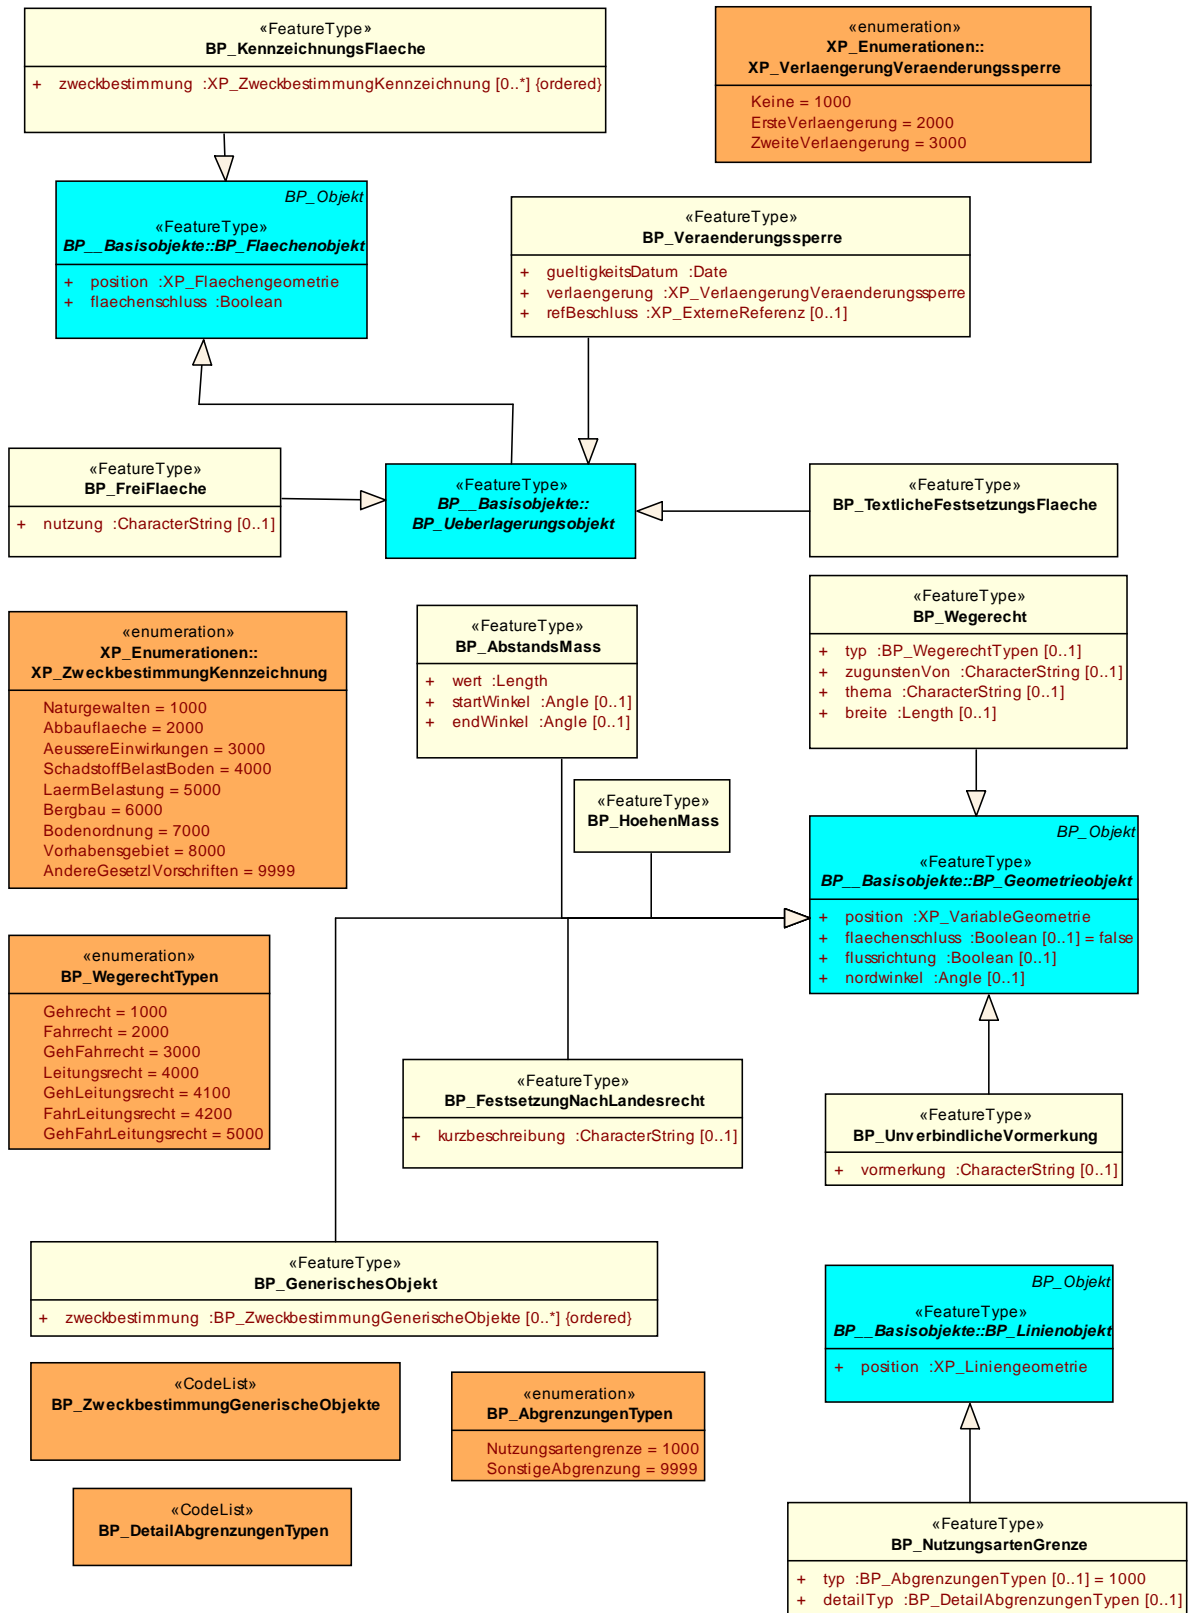 «FeatureType»
BP_KennzeichnungsFlaeche
+ zweckbestimmung :XP_ZweckbestimmungKennzeichnung [0..*] {ordered}
«enumeration»
XP_Enumerationen::
XP_VerlaengerungVeraenderungssperre
Keine = 1000
ErsteVerlaengerung = 2000
ZweiteVerlaengerung = 3000
BP_Objekt
«FeatureType»
BP__Basisobjekte::BP_Flaechenobjekt
+ position :XP_Flaechengeometrie
+ flaechenschluss :Boolean
«FeatureType»
BP_Veraenderungssperre
+ gueltigkeitsDatum :Date
+ verlaengerung :XP_VerlaengerungVeraenderungssperre
+ refBeschluss :XP_ExterneReferenz [0..1]
«FeatureType»
BP_FreiFlaeche
+ nutzung :CharacterString [0..1]
«FeatureType»
BP__Basisobjekte::
BP_Ueberlagerungsobjekt
«FeatureType»
BP_TextlicheFestsetzungsFlaeche
«enumeration»
XP_Enumerationen::
XP_ZweckbestimmungKennzeichnung
Naturgewalten = 1000
Abbauflaeche = 2000
AeussereEinwirkungen = 3000
SchadstoffBelastBoden = 4000
LaermBelastung = 5000
Bergbau = 6000
Bodenordnung = 7000
Vorhabensgebiet = 8000
AndereGesetzlVorschriften = 9999
«FeatureType»
BP_AbstandsMass
+ wert :Length
+ startWinkel :Angle [0..1]
+ endWinkel :Angle [0..1]
«FeatureType»
BP_Wegerecht
+ typ :BP_WegerechtTypen [0..1]
+ zugunstenVon :CharacterString [0..1]
+ thema :CharacterString [0..1]
+ breite :Length [0..1]
«FeatureType»
BP_HoehenMass
BP_Objekt
«FeatureType»
BP__Basisobjekte::BP_Geometrieobjekt
+ position :XP_VariableGeometrie
+ flaechenschluss :Boolean [0..1] = false
+ flussrichtung :Boolean [0..1]
+ nordwinkel :Angle [0..1]
«enumeration»
BP_WegerechtTypen
Gehrecht = 1000
Fahrrecht = 2000
GehFahrrecht = 3000
Leitungsrecht = 4000
GehLeitungsrecht = 4100
FahrLeitungsrecht = 4200
GehFahrLeitungsrecht = 5000
«FeatureType»
BP_FestsetzungNachLandesrecht
+ kurzbeschreibung :CharacterString [0..1]
«FeatureType»
BP_UnverbindlicheVormerkung
+ vormerkung :CharacterString [0..1]
«FeatureType»
BP_GenerischesObjekt
+ zweckbestimmung :BP_ZweckbestimmungGenerischeObjekte [0..*] {ordered}
BP_Objekt
«FeatureType»
BP__Basisobjekte::BP_Linienobjekt
+ position :XP_Liniengeometrie
«CodeList»
BP_ZweckbestimmungGenerischeObjekte
«enumeration»
BP_AbgrenzungenTypen
Nutzungsartengrenze = 1000
SonstigeAbgrenzung = 9999
«CodeList»
BP_DetailAbgrenzungenTypen
«FeatureType»
BP_NutzungsartenGrenze
+ typ :BP_AbgrenzungenTypen [0..1] = 1000
+ detailTyp :BP_DetailAbgrenzungenTypen [0..1]